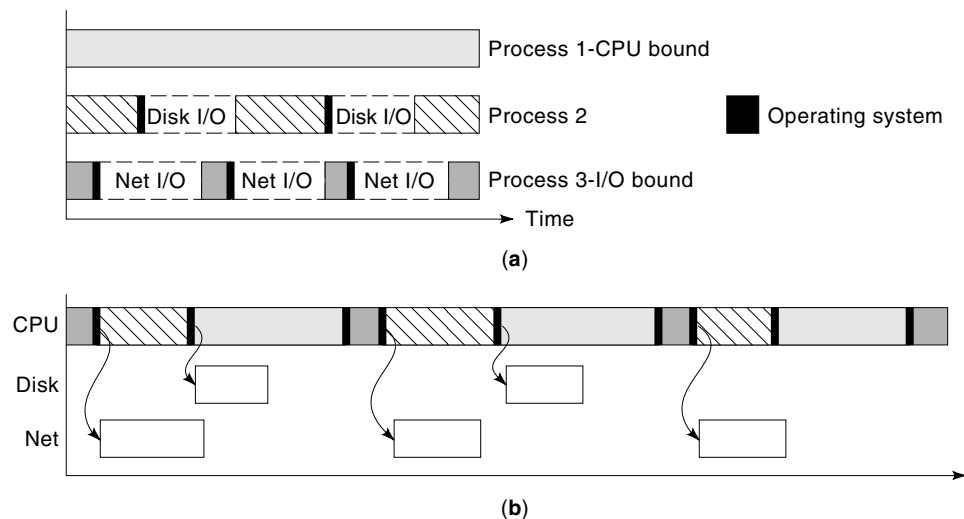 Process 1-CPU bound
Disk I/O Disk I/O Process 2
Operating system
Net I/O Net I/O Net I/O Process 3-I/O bound
Time
(a)
CPU
Disk
Net
(b)